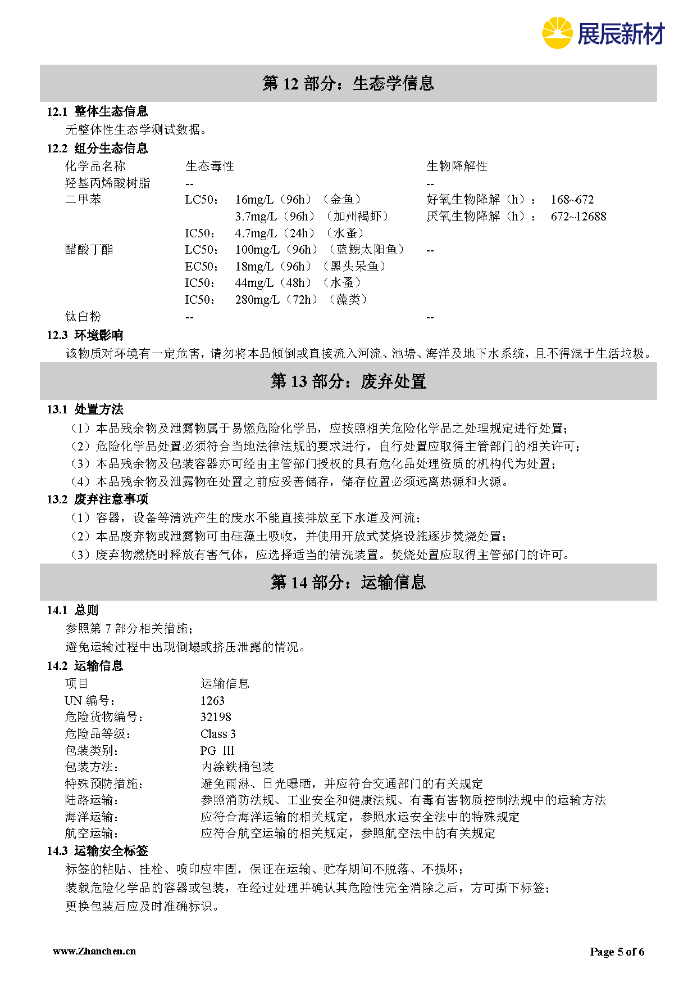 展辰新材
第 12 部分：生态学信息
12.1 整体生态信息
无整体性生态学测试数据。
12.2 组分生态信息
化学品名称 生态毒性 生物降解性
羟基丙烯酸树脂 -- --
二甲苯 LC50： 16mg/L（96h）（金鱼） 好氧生物降解（h）： 168~672
3.7mg/L（96h）（加州褐虾） 厌氧生物降解（h）： 672~12688
IC50： 4.7mg/L（24h）（水蚤）
醋酸丁酯 LC50： 100mg/L（96h）（蓝鳃太阳鱼） --
EC50： 18mg/L（96h）（黑头呆鱼）
IC50： 44mg/L（48h）（水蚤）
IC50： 280mg/L（72h）（藻类）
钛白粉 -- --
12.3 环境影响
该物质对环境有一定危害，请勿将本品倾倒或直接流入河流、池塘、海洋及地下水系统，且不得混于生活垃圾。
第 13 部分：废弃处置
13.1 处置方法
（1）本品残余物及泄露物属于易燃危险化学品，应按照相关危险化学品之处理规定进行处置；
（2）危险化学品处置必须符合当地法律法规的要求进行，自行处置应取得主管部门的相关许可；
（3）本品残余物及包装容器亦可经由主管部门授权的具有危化品处理资质的机构代为处置；
（4）本品残余物及泄露物在处置之前应妥善储存，储存位置必须远离热源和火源。
13.2 废弃注意事项
（1）容器，设备等清洗产生的废水不能直接排放至下水道及河流；
（2）本品废弃物或泄露物可由硅藻土吸收，并使用开放式焚烧设施逐步焚烧处置；
（3）废弃物燃烧时释放有害气体，应选择适当的清洗装置。焚烧处置应取得主管部门的许可。
第 14 部分：运输信息
14.1 总则
参照第 7 部分相关措施；
避免运输过程中出现倒塌或挤压泄露的情况。
14.2 运输信息
项目 运输信息
UN 编号： 1263
危险货物编号： 32198
危险品等级： Class 3
包装类别： PG Ⅲ
包装方法： 内涂铁桶包装
特殊预防措施： 避免雨淋、日光曝晒，并应符合交通部门的有关规定
陆路运输： 参照消防法规、工业安全和健康法规、有毒有害物质控制法规中的运输方法
海洋运输： 应符合海洋运输的相关规定，参照水运安全法中的特殊规定
航空运输： 应符合航空运输的相关规定，参照航空法中的有关规定
14.3 运输安全标签
标签的粘贴、挂栓、喷印应牢固，保证在运输、贮存期间不脱落、不损坏；
装载危险化学品的容器或包装，在经过处理并确认其危险性完全消除之后，方可撕下标签；
更换包装后应及时准确标识。
www.Zhanchen.cn Page 5 of 6